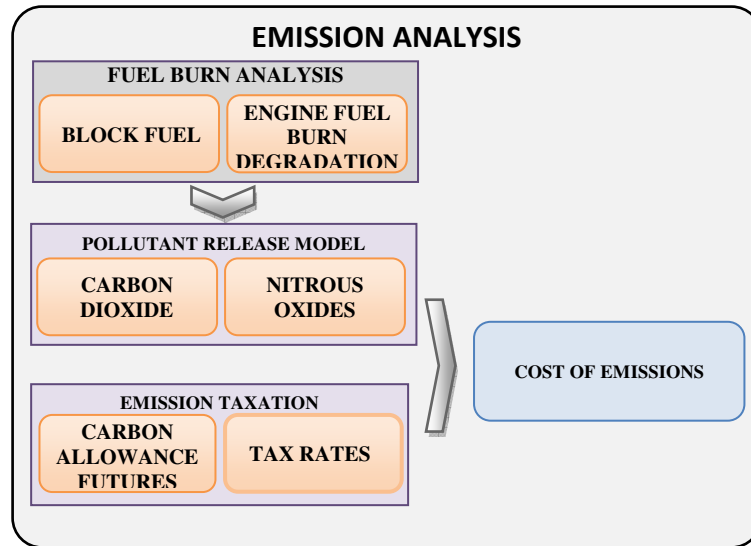 EMISSION ANALYSIS
FUEL BURN ANALYSIS
BLOCK FUEL
ENGINE FUEL
BURN
DEGRADATION
POLLUTANT RELEASE MODEL
CARBON
DIOXIDE
NITROUS
OXIDES
COST OF EMISSIONS
EMISSION TAXATION
CARBON
ALLOWANCE
FUTURES
TAX RATES